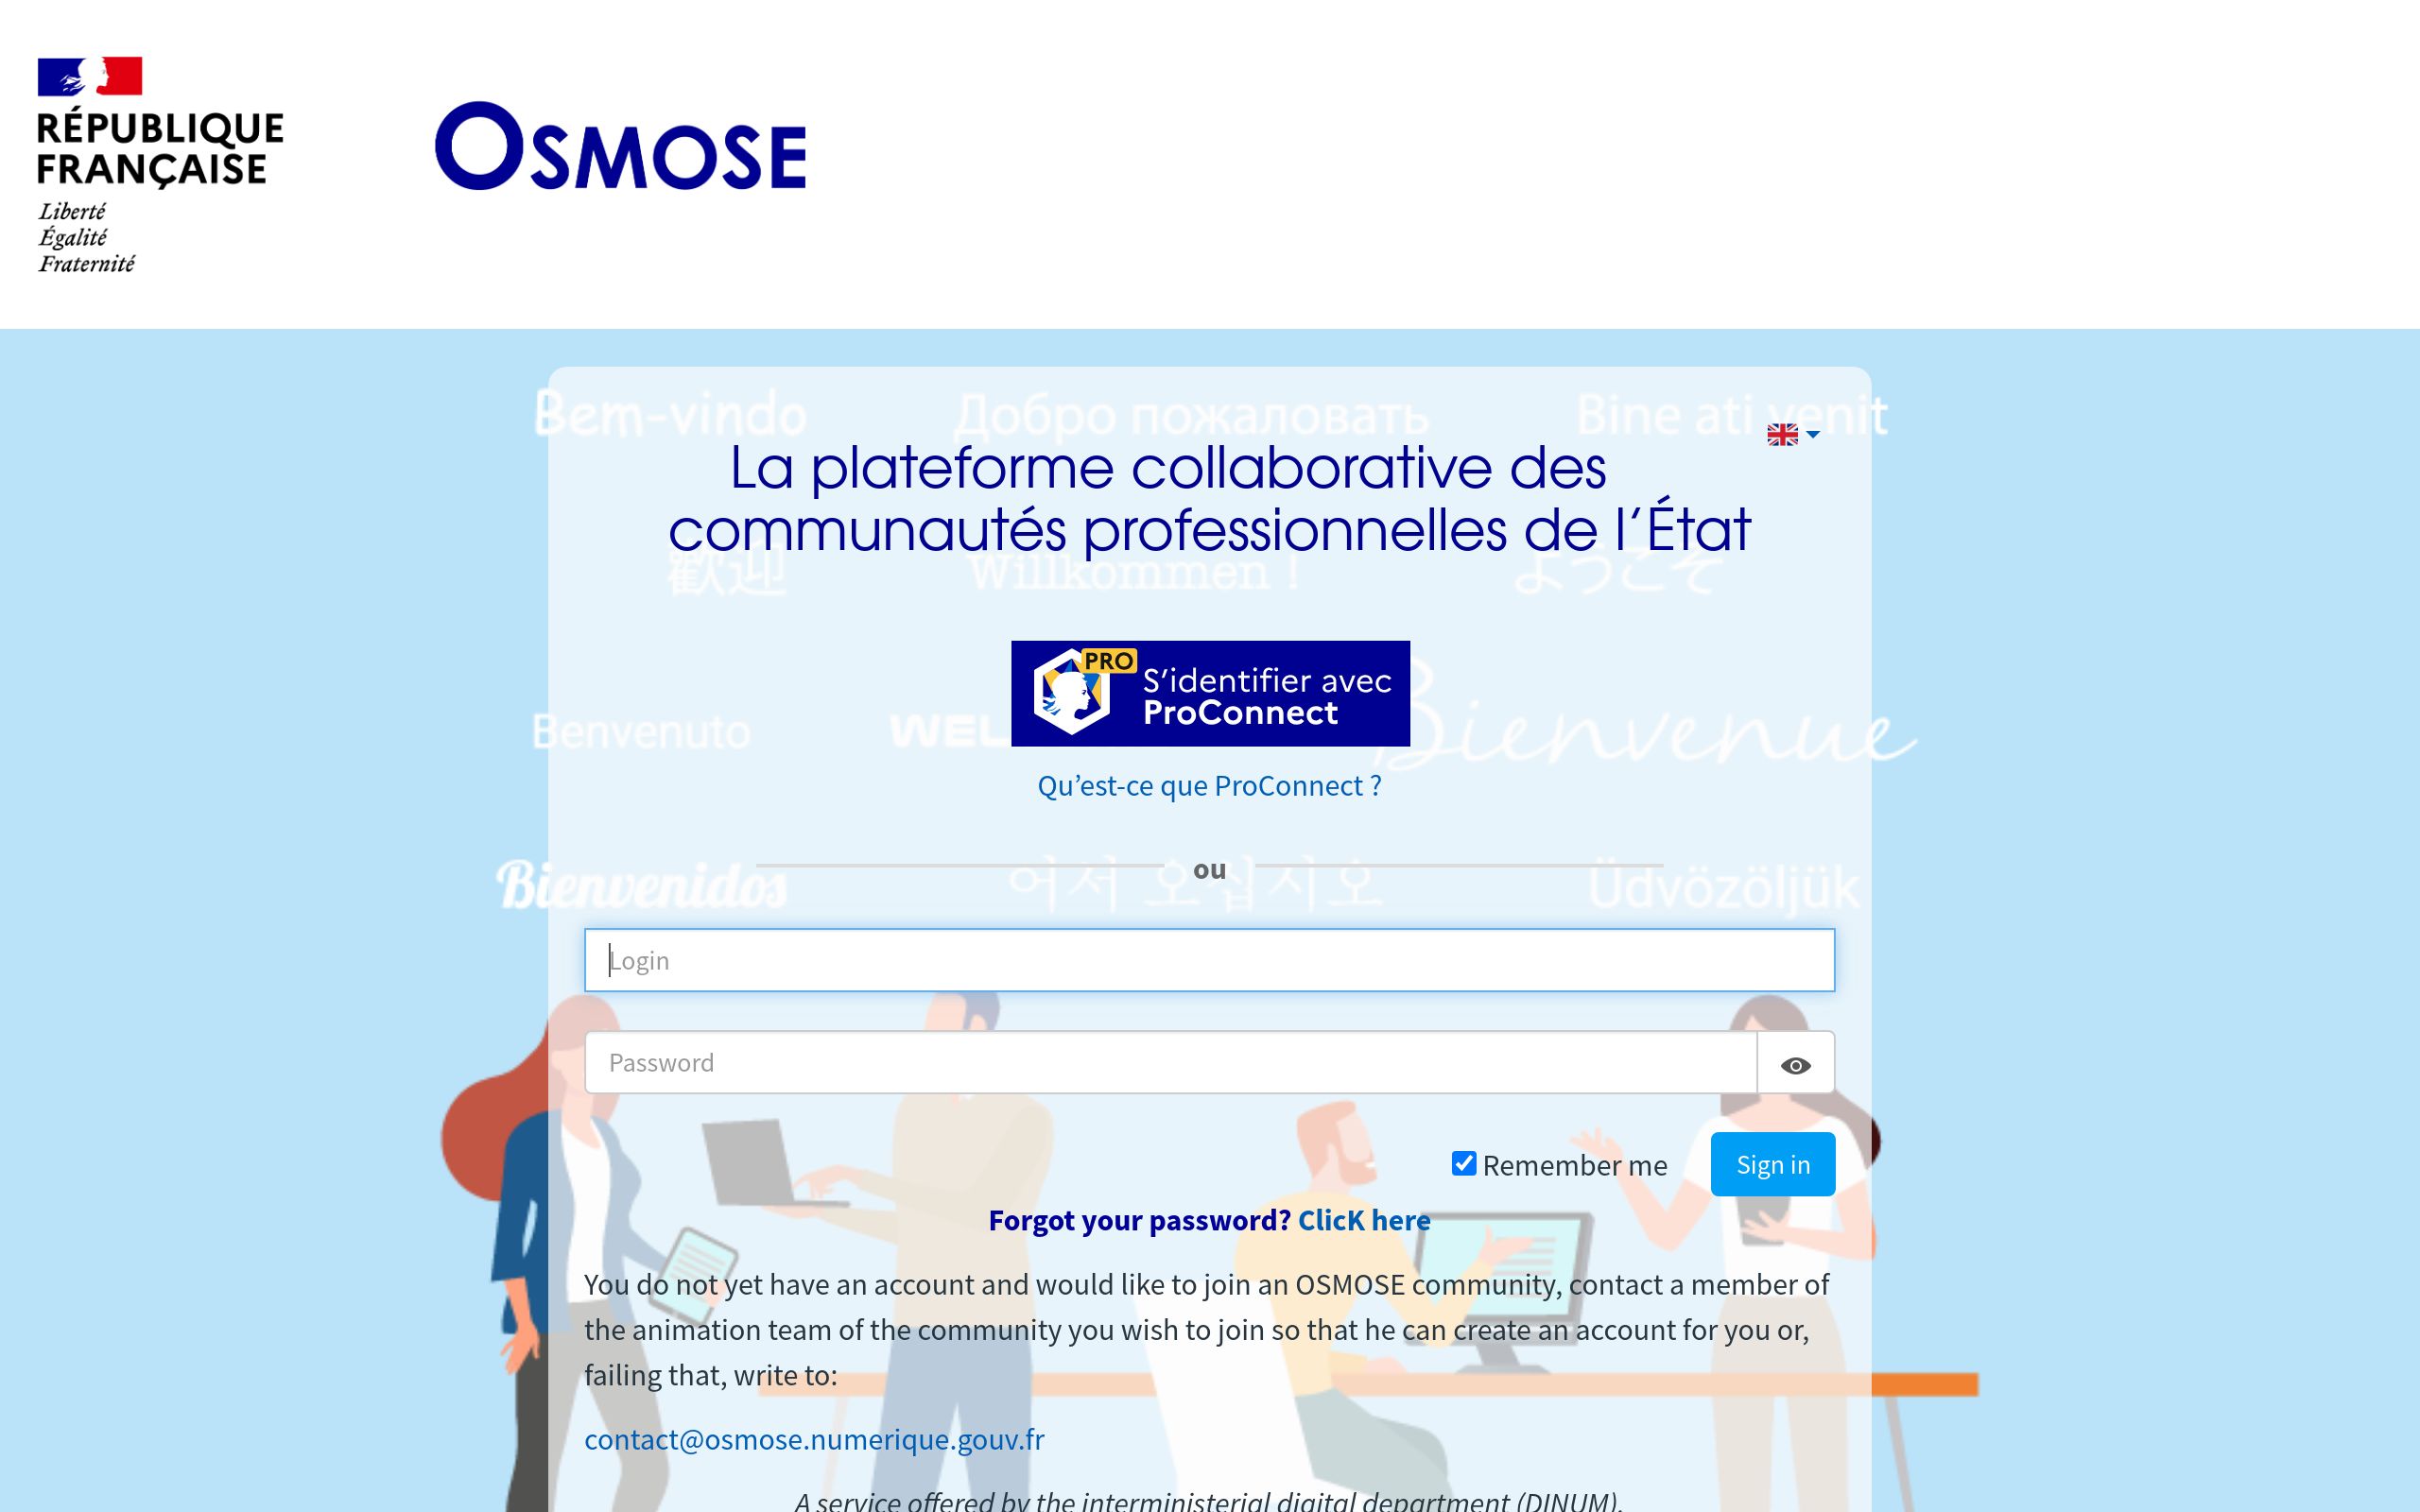 RÉPUBLIQUE
FRANÇAISE
Liberté
Égalité
Fraternité
OSMOSE
Bem-vindo Добро пожаловать Bine ati venit
La plateforme collaborative des
communautés professionnelles de l'État
歡迎 Willkommen ! ようこそ
PRO
S'identifier avec
ProConnect
Benvenuto WEL Bienvenue
Qu’est-ce que ProConnect ?
ou
Bienvenidos 어서 오십시오 Üdvözöljük
Login
Password
Remember me
Sign in
Forgot your password? ClicK here
You do not yet have an account and would like to join an OSMOSE community, contact a member of
the animation team of the community you wish to join so that he can create an account for you or,
failing that, write to:
contact@osmose.numerique.gouv.fr
A service offered by the interministerial digital department (DINUM).